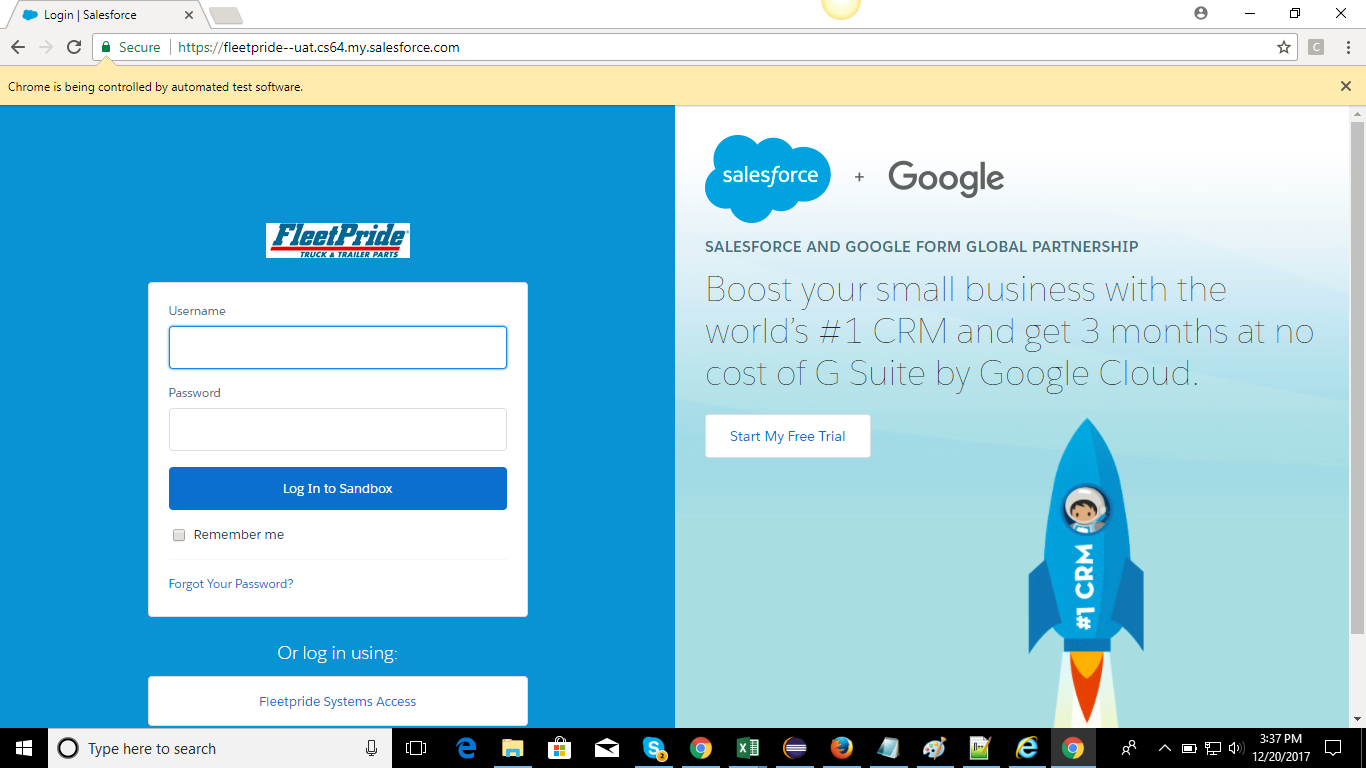 Login | Salesforce
Secure
https://fleetpride--uat.cs64.my.salesforce.com
C
Chrome is being controlled by automated test software.
FleetPride
TRUCK & TRAILER PARTS
Username
Password
Log In to Sandbox
Remember me
Forgot Your Password?
Or log in using:
Fleetpride Systems Access
salesforce + Google
SALESFORCE AND GOOGLE FORM GLOBAL PARTNERSHIP
Boost your small business with the
world's #1 CRM and get 3 months at no
cost of G Suite by Google Cloud.
Start My Free Trial
#1 CRM
Type here to search
2
3:37 PM
12/20/2017